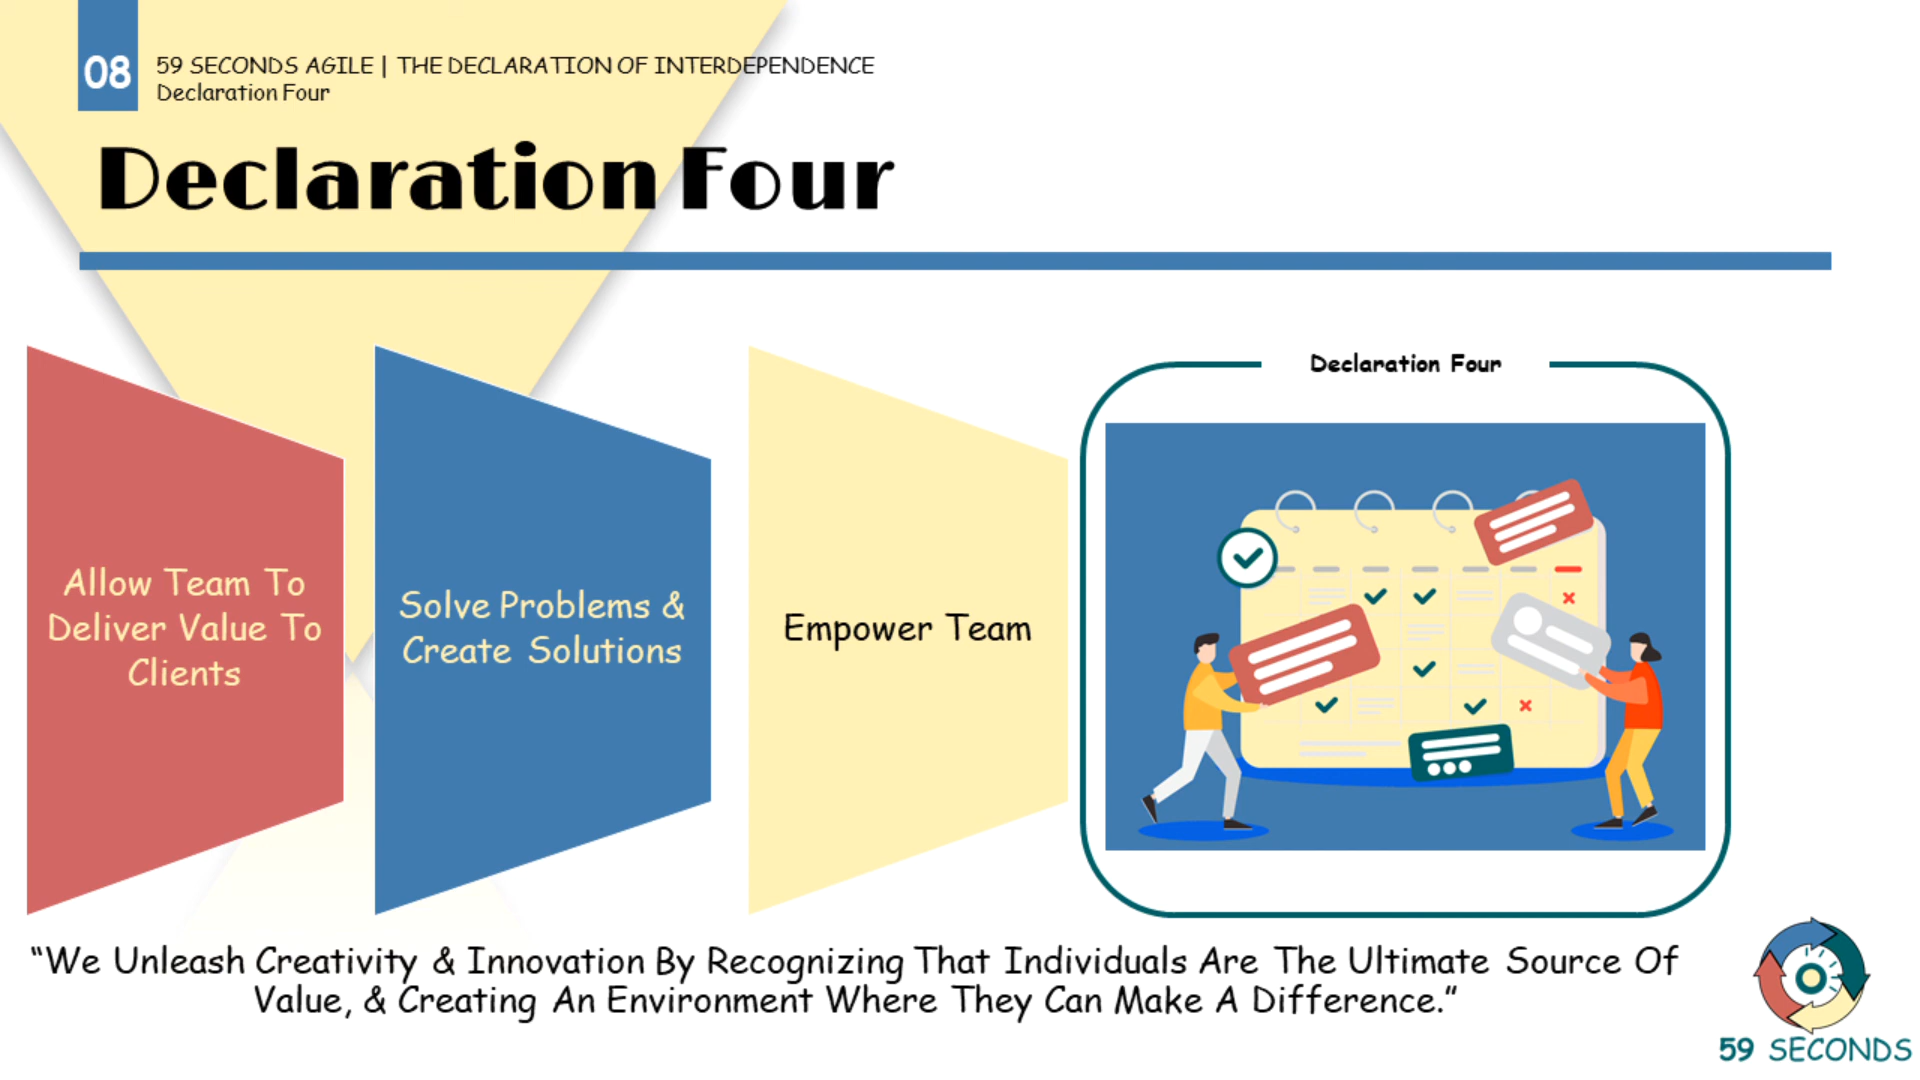 08
59 SECONDS AGILE | THE DECLARATION OF INTERDEPENDENCE
Declaration Four
Declaration Four
Allow Team To
Deliver Value To
Clients
Solve Problems &
Create Solutions
Empower Team
Declaration Four
“We Unleash Creativity & Innovation By Recognizing That Individuals Are The Ultimate Source Of
Value, & Creating An Environment Where They Can Make A Difference.”
59 SECONDS